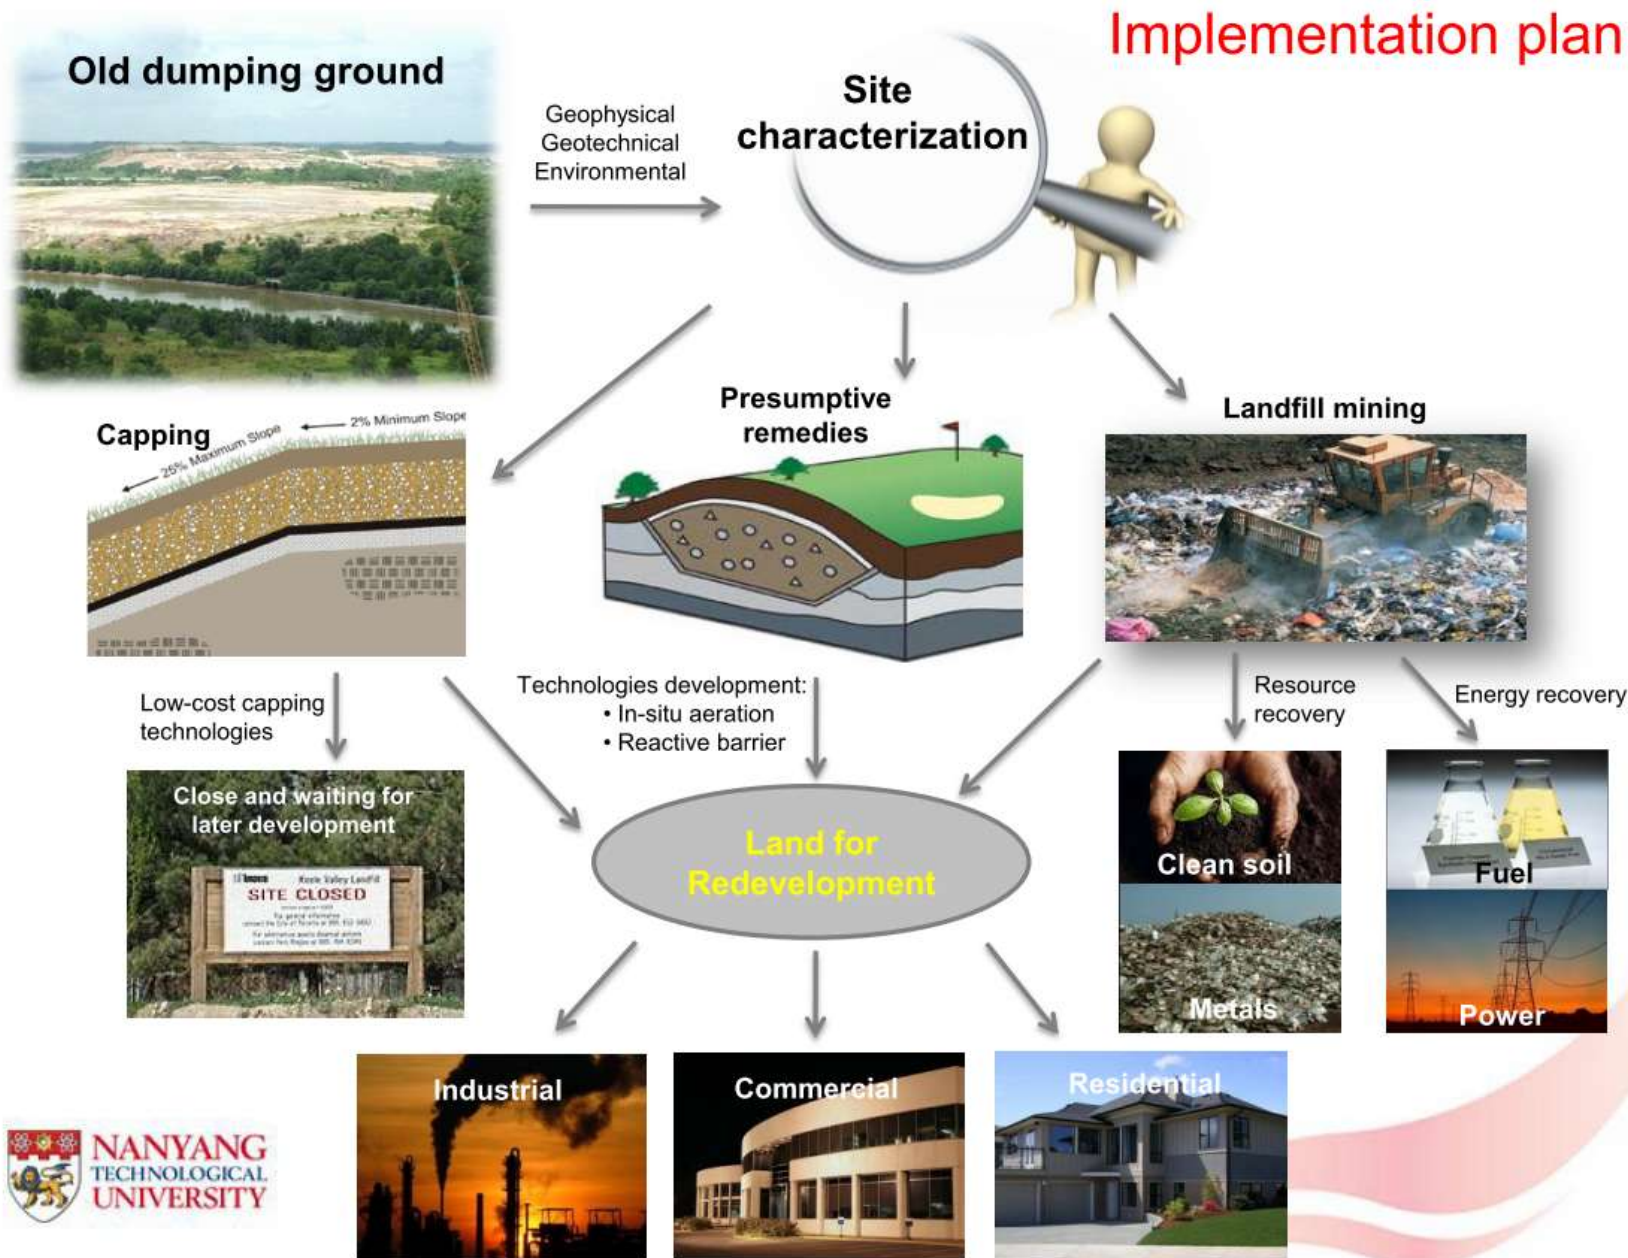 Implementation plan
Old dumping ground
Geophysical
Geotechnical
Environmental
Site
characterization
Capping
25% Maximum Slope
2% Minimum Slope
Presumptive
remedies
Landfill mining
Low-cost capping
technologies
Technologies development:
• In-situ aeration
• Reactive barrier
Resource
recovery
Energy recovery
Close and waiting for
later development
Keele Valley Landfill
SITE CLOSED
Land for
Redevelopment
Clean soil
Metals
Fuel
Power
Industrial
Commercial
Residential
NANYANG
TECHNOLOGICAL
UNIVERSITY